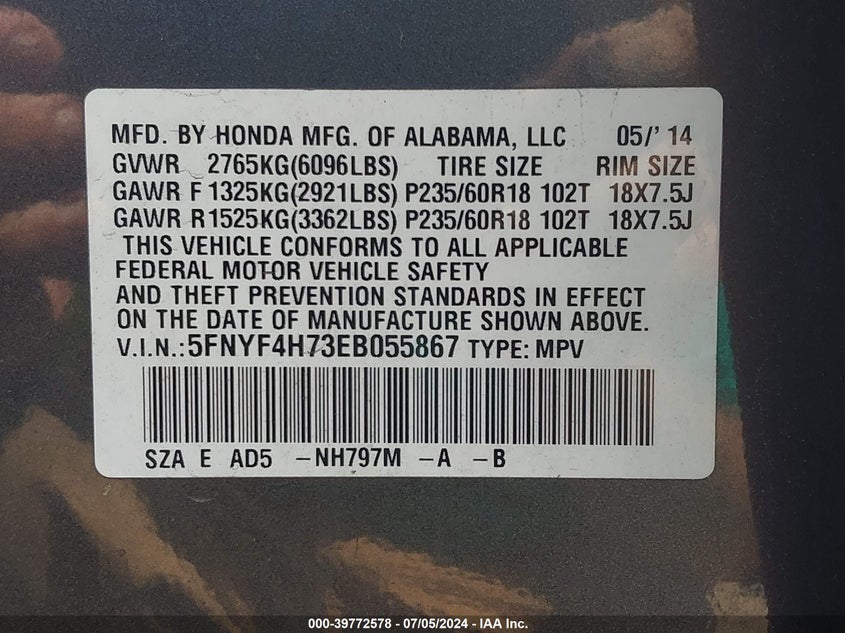 MFD. BY HONDA MFG. OF ALABAMA, LLC 05/'14
GVWR 2765KG(6096LBS) TIRE SIZE RIM SIZE
GAWR F 1325KG(2921LBS) P235/60R18 102T 18X7.5J
GAWR R1525KG(3362LBS) P235/60R18 102T 18X7.5J
THIS VEHICLE CONFORMS TO ALL APPLICABLE
FEDERAL MOTOR VEHICLE SAFETY
AND THEFT PREVENTION STANDARDS IN EFFECT
ON THE DATE OF MANUFACTURE SHOWN ABOVE.
V.I.N.:5FNYF4H73EB055867 TYPE: MPV
SZA E AD5 -NH797M -A -B
000-39772578 - 07/05/2024 - IAA Inc.